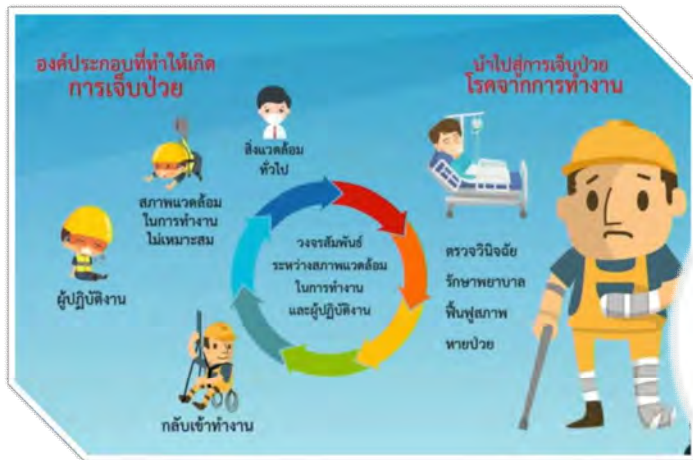 องค์ประกอบที่ทำให้เกิด
การเจ็บป่วย
นำไปสู่การเจ็บป่วย
โรคจากการทำงาน
สิ่งแวดล้อม
ทั่วไป
สภาพแวดล้อม
ในการทำงาน
ไม่เหมาะสม
ผู้ปฏิบัติงาน
วงจรสัมพันธ์
ระหว่างสภาพแวดล้อม
ในการทำงาน
และผู้ปฏิบัติงาน
ตรวจวินิจฉัย
รักษาพยาบาล
ฟื้นฟูสภาพ
หายป่วย
กลับเข้าทำงาน